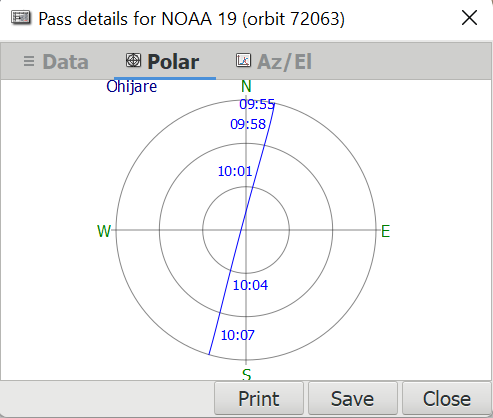 Pass details for NOAA 19 (orbit 72063)
Data Polar Az/El
Ohijare
N
09:55
09:58
10:01
W
E
10:04
10:07
S
Print Save Close